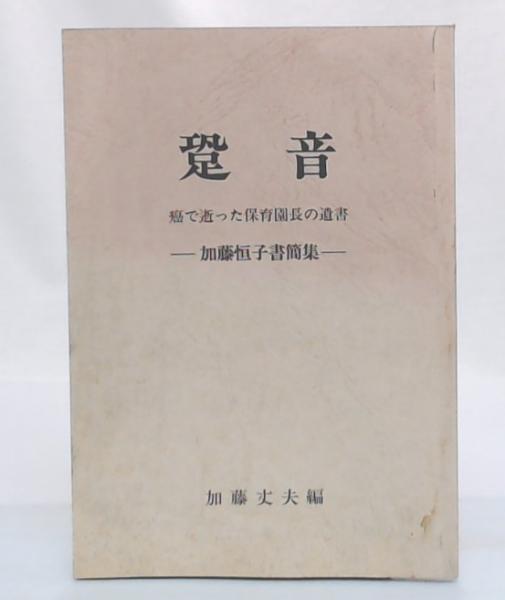 跫音
癌で逝った保育園長の遺書
―加藤恒子書簡集―
加藤丈夫編